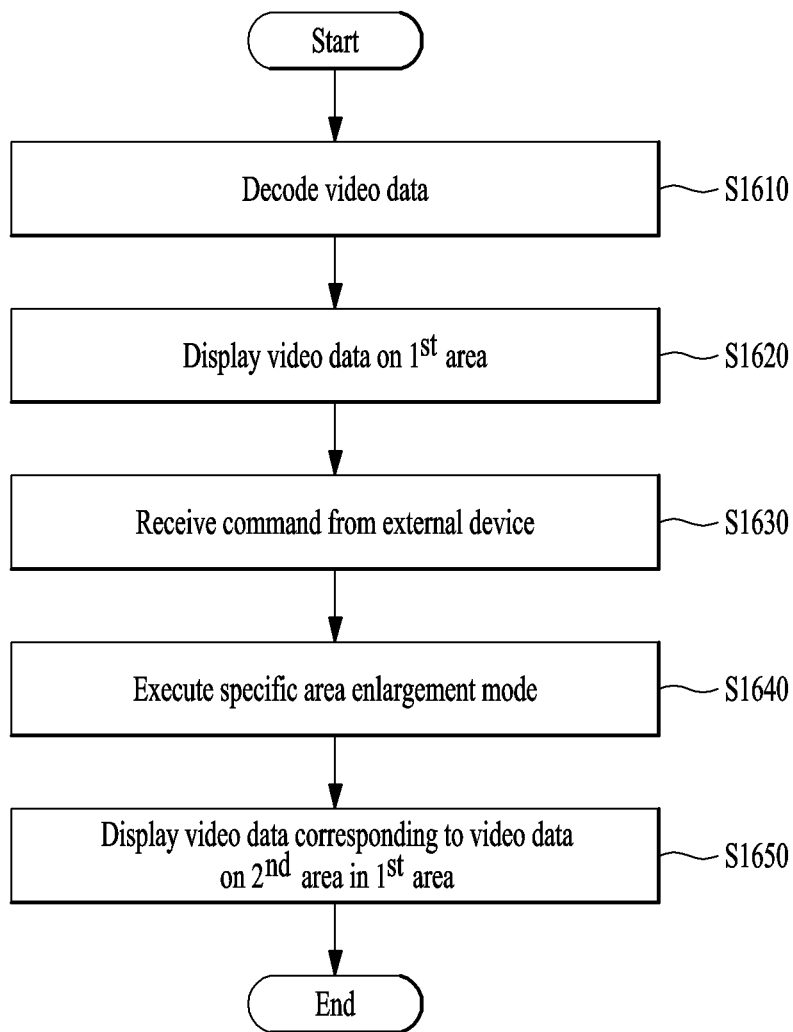 Start
Decode video data
S1610
Display video data on 1st area
S1620
Receive command from external device
S1630
Execute specific area enlargement mode
S1640
Display video data corresponding to video data
on 2nd area in 1st area
S1650
End